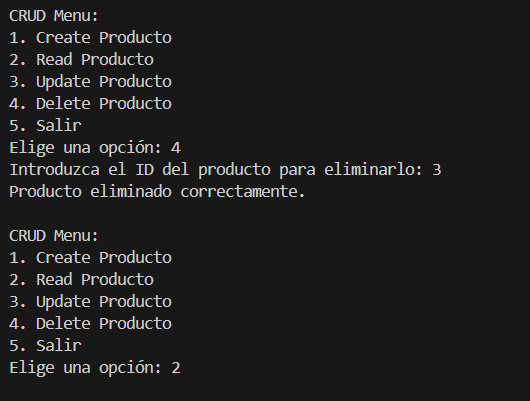 CRUD Menu:
1. Create Producto
2. Read Producto
3. Update Producto
4. Delete Producto
5. Salir
Elige una opción: 4
Introduzca el ID del producto para eliminarlo: 3
Producto eliminado correctamente.
CRUD Menu:
1. Create Producto
2. Read Producto
3. Update Producto
4. Delete Producto
5. Salir
Elige una opción: 2